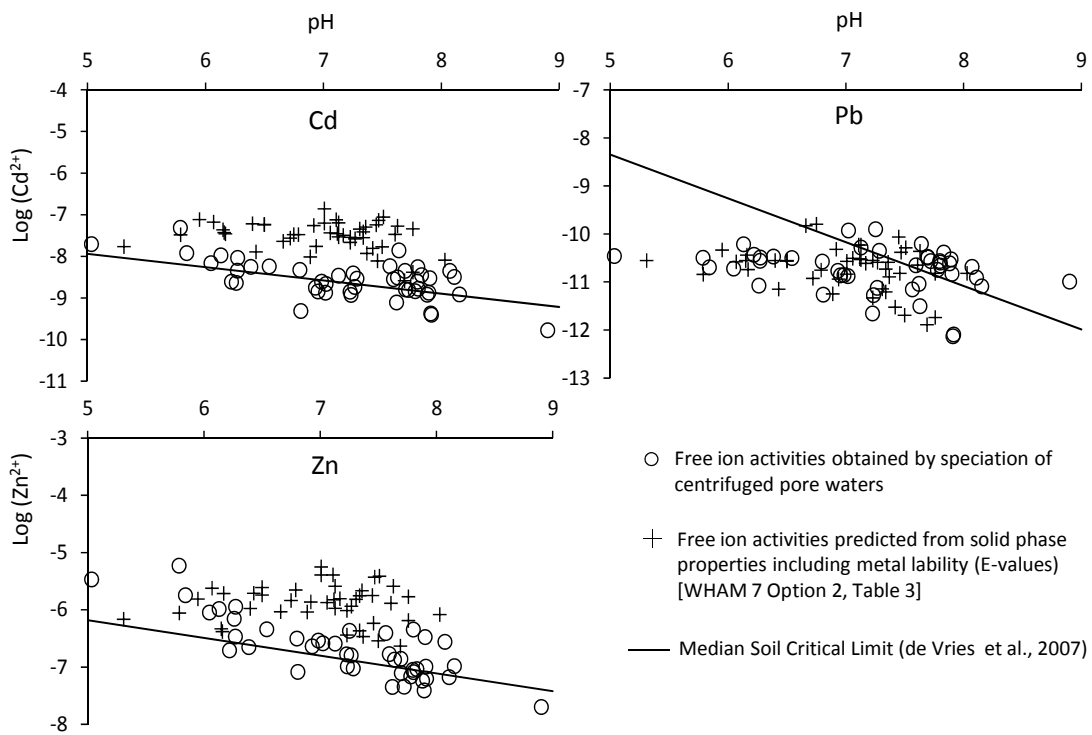 pH
5 6 7 8 9
-4
-5
-6
-7
-8
-9
-10
-11
Cd
Log (Cd2+)
pH
5 6 7 8 9
-7
-8
-9
-10
-11
-12
-13
Pb
5 6 7 8 9
-3
-4
-5
-6
-7
-8
Zn
Log (Zn2+)
Free ion activities obtained by speciation of
centrifuged pore waters
Free ion activities predicted from solid phase
properties including metal lability (E-values)
[WHAM 7 Option 2, Table 3]
Median Soil Critical Limit (de Vries et al., 2007)